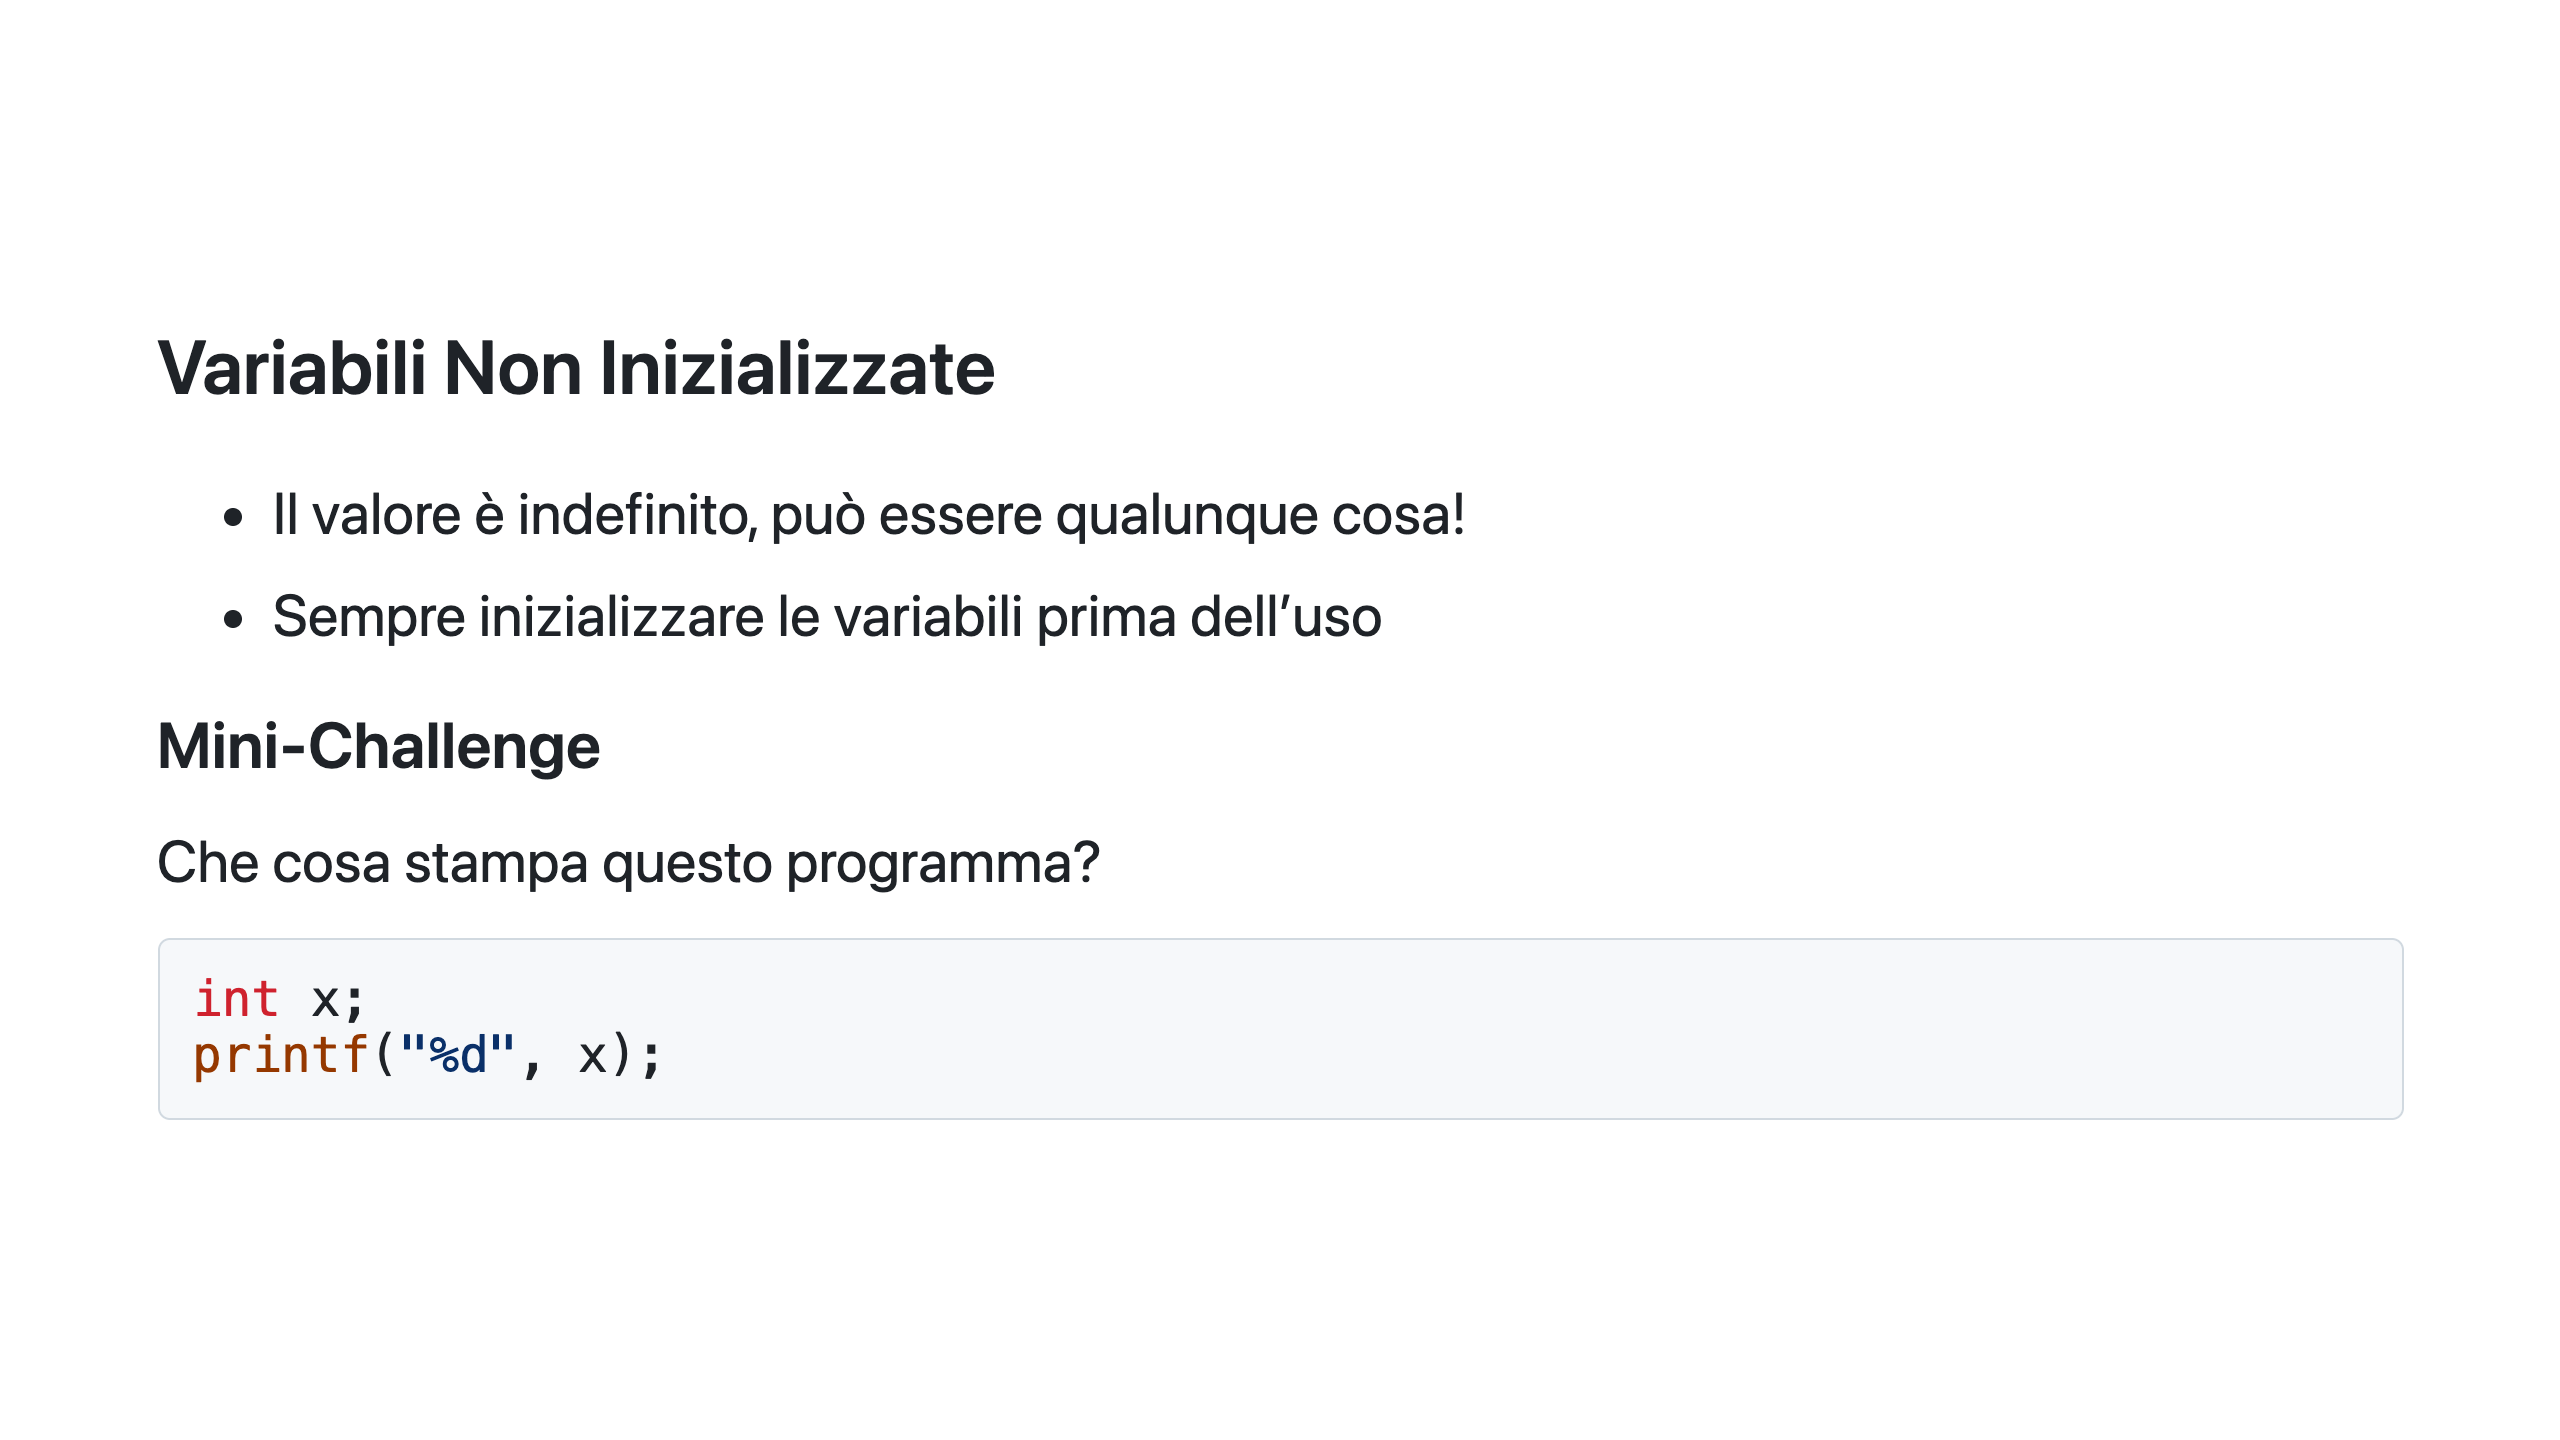 Variabili Non Inizializzate
• Il valore è indefinito, può essere qualunque cosa!
• Sempre inizializzare le variabili prima dell’uso
Mini-Challenge
Che cosa stampa questo programma?
int x;
printf("%d", x);